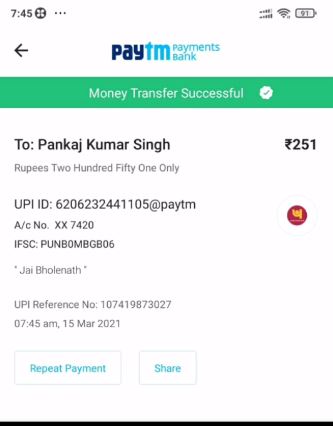 7:45
91
paytm Payments Bank
Money Transfer Successful
To: Pankaj Kumar Singh ₹251
Rupees Two Hundred Fifty One Only
UPI ID: 6206232441105@paytm
A/c No. XX 7420
IFSC: PUNB0MBGB06
" Jai Bholenath "
UPI Reference No: 107419873027
07:45 am, 15 Mar 2021
Repeat Payment Share